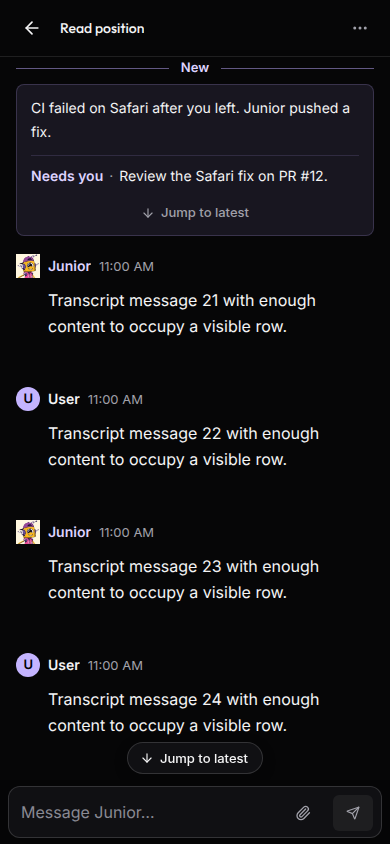 Read position
New
CI failed on Safari after you left. Junior pushed a
fix.
Needs you · Review the Safari fix on PR #12.
Jump to latest
Junior 11:00 AM
Transcript message 21 with enough
content to occupy a visible row.
U User 11:00 AM
Transcript message 22 with enough
content to occupy a visible row.
Junior 11:00 AM
Transcript message 23 with enough
content to occupy a visible row.
U User 11:00 AM
Transcript message 24 with enough
content to occupy a visible row.
Jump to latest
Message Junior...